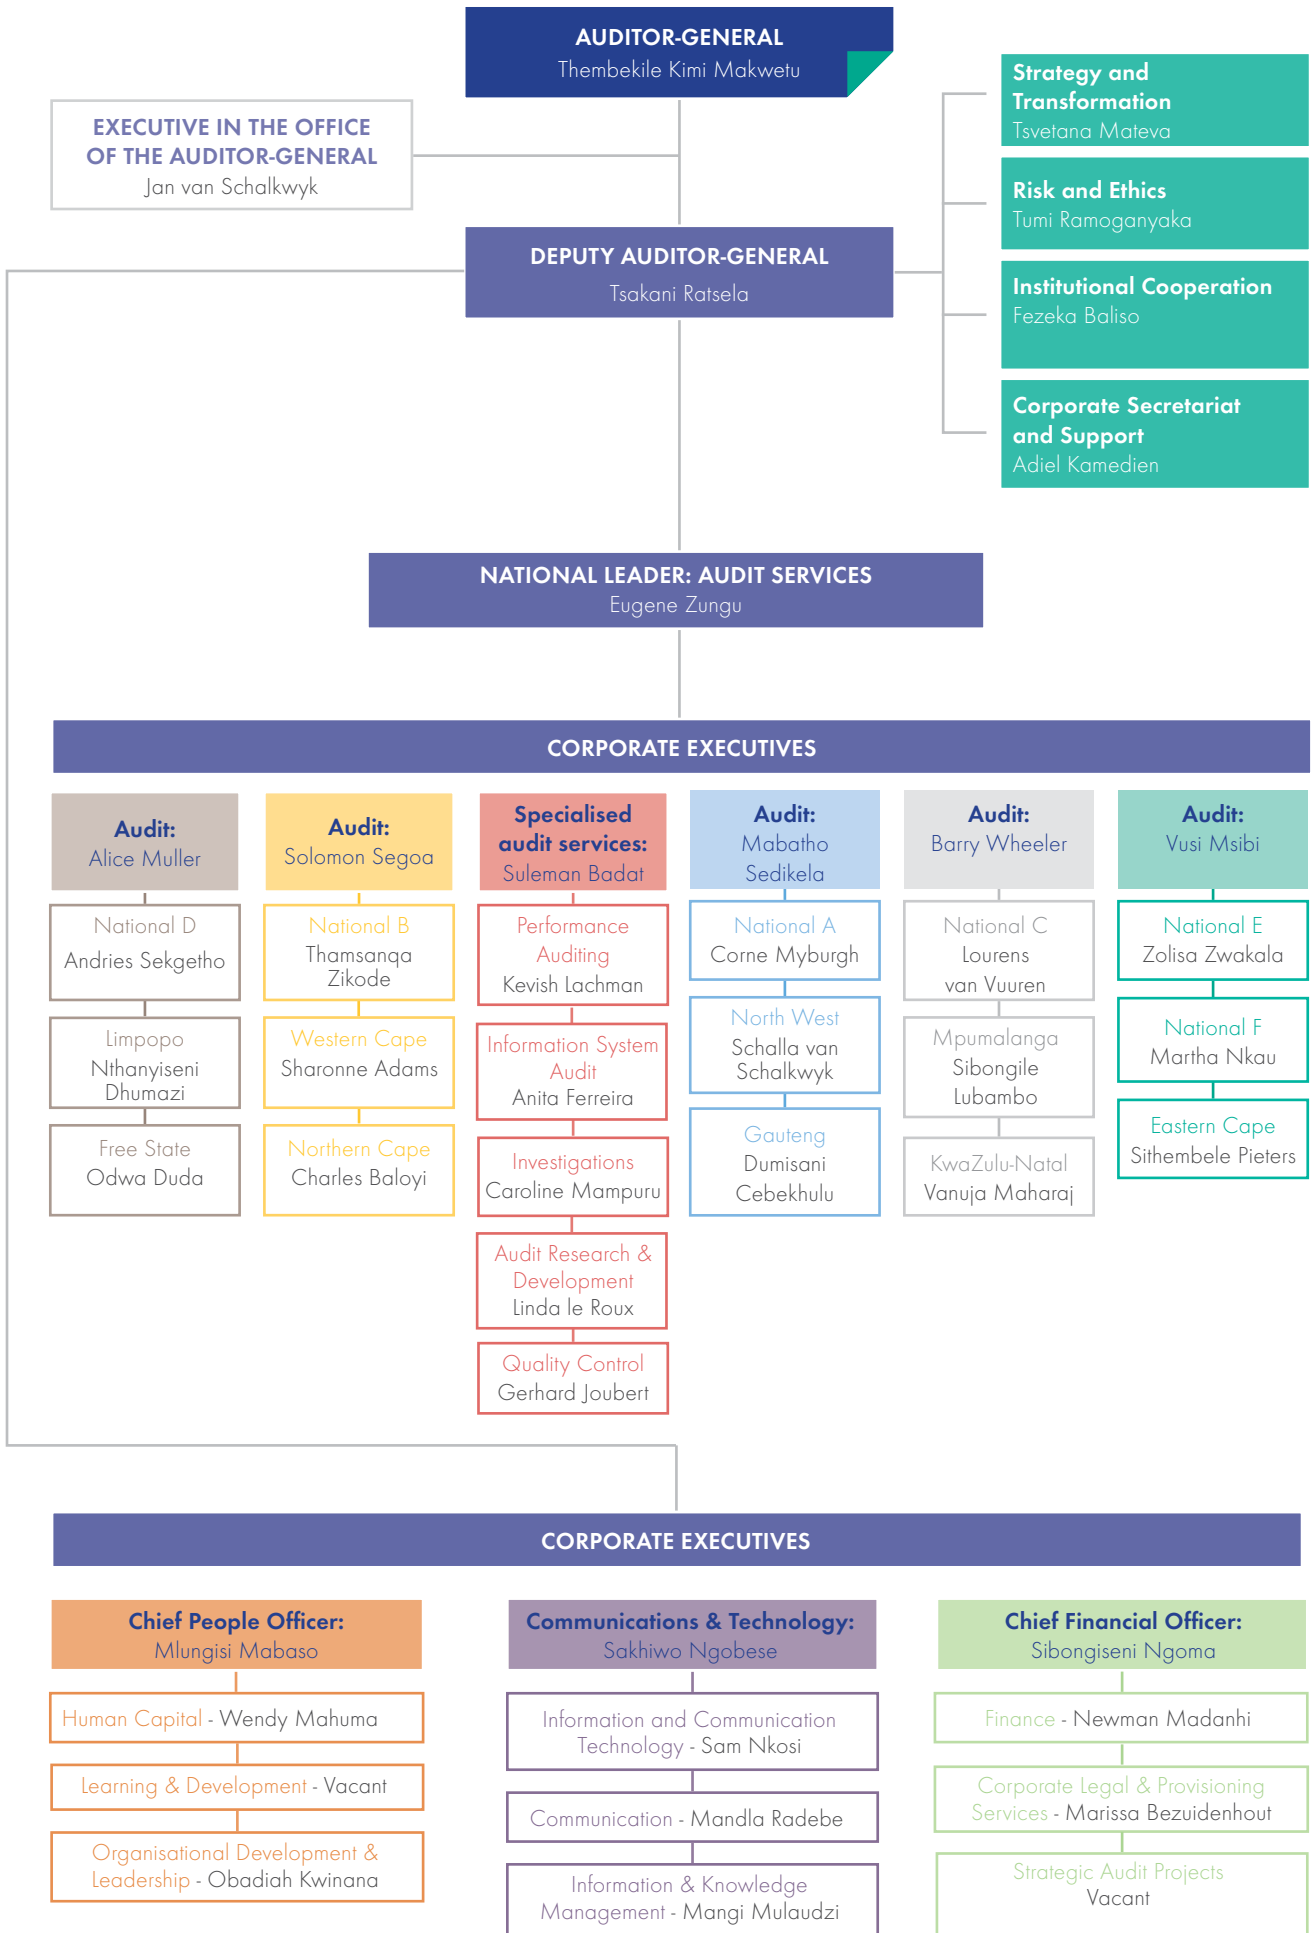 AUDITOR-GENERAL
Thembekile Kimi Makwetu
EXECUTIVE IN THE OFFICE
OF THE AUDITOR-GENERAL
Jan van Schalkwyk
Strategy and
Transformation
Tsvetana Mateva
Risk and Ethics
Tumi Ramoganyaka
Institutional Cooperation
Fezeka Baliso
Corporate Secretariat
and Support
Adiel Kamedien
DEPUTY AUDITOR-GENERAL
Tsakani Ratsela
NATIONAL LEADER: AUDIT SERVICES
Eugene Zungu
CORPORATE EXECUTIVES
Audit:
Alice Muller
National D
Andries Sekgetho
Limpopo
Nthanyiseni
Dhumazi
Free State
Odwa Duda
Audit:
Solomon Segoa
National B
Thamsanqa
Zikode
Western Cape
Sharonne Adams
Northern Cape
Charles Baloyi
Specialised
audit services:
Suleman Badat
Performance
Auditing
Kevish Lachman
Information System
Audit
Anita Ferreira
Investigations
Caroline Mampuru
Audit Research &
Development
Linda le Roux
Quality Control
Gerhard Joubert
Audit:
Mabatho
Sedikela
National A
Corne Myburgh
North West
Schalla van
Schalkwyk
Gauteng
Dumisani
Cebekhulu
Audit:
Barry Wheeler
National C
Lourens
van Vuuren
Mpumalanga
Sibongile
Lubambo
KwaZulu-Natal
Vanuja Maharaj
Audit:
Vusi Msibi
National E
Zolisa Zwakala
National F
Martha Nkau
Eastern Cape
Sithembele Pieters
CORPORATE EXECUTIVES
Chief People Officer:
Mlungisi Mabaso
Human Capital - Wendy Mahuma
Learning & Development - Vacant
Organisational Development &
Leadership - Obadiah Kwinana
Communications & Technology:
Sakhiwo Ngobese
Information and Communication
Technology - Sam Nkosi
Communication - Mandla Radebe
Information & Knowledge
Management - Mangi Mulaudzi
Chief Financial Officer:
Sibongiseni Ngoma
Finance - Newman Madanhi
Corporate Legal & Provisioning
Services - Marissa Bezuidenhout
Strategic Audit Projects
Vacant